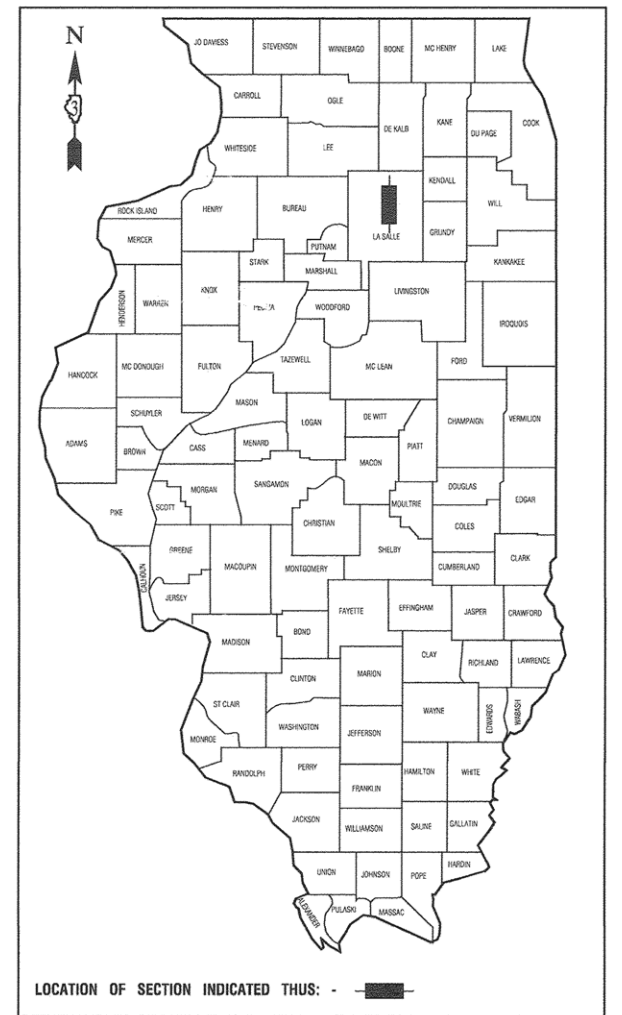 N
3
JO DAVIESS STEVENSON WINNEBAGO BOONE MC HENRY LAKE
CARROLL OGLE DE KALB KANE DU PAGE COOK
WHITESIDE LEE
KENDALL
ROCK ISLAND HENRY BUREAU LA SALLE WILL
MERCER PUTNAM GRUNDY
STARK MARSHALL KANKAKEE
HENDERSON WARREN KNOX WOODFORD LIVINGSTON IROQUOIS
HANCOCK MC DONOUGH FULTON TAZEWELL MC LEAN FORD
MASON
SCHUYLER LOGAN DE WITT CHAMPAIGN VERMILION
ADAMS BROWN CASS MENARD PIATT
MACON
PIKE SCOTT MORGAN SANGAMON MOULTRIE DOUGLAS EDGAR
CHRISTIAN COLES
GREENE SHELBY
CALHOUN MACOUPIN MONTGOMERY CUMBERLAND CLARK
JERSEY FAYETTE EFFINGHAM JASPER CRAWFORD
MADISON BOND
CLAY RICHLAND LAWRENCE
CLINTON MARION
ST CLAIR WAYNE EDWARDS WABASH
MONROE WASHINGTON JEFFERSON
RANDOLPH PERRY HAMILTON WHITE
FRANKLIN
JACKSON WILLIAMSON SALINE GALLATIN
UNION JOHNSON POPE HARDIN
ALEXANDER PULASKI MASSAC
LOCATION OF SECTION INDICATED THUS: -